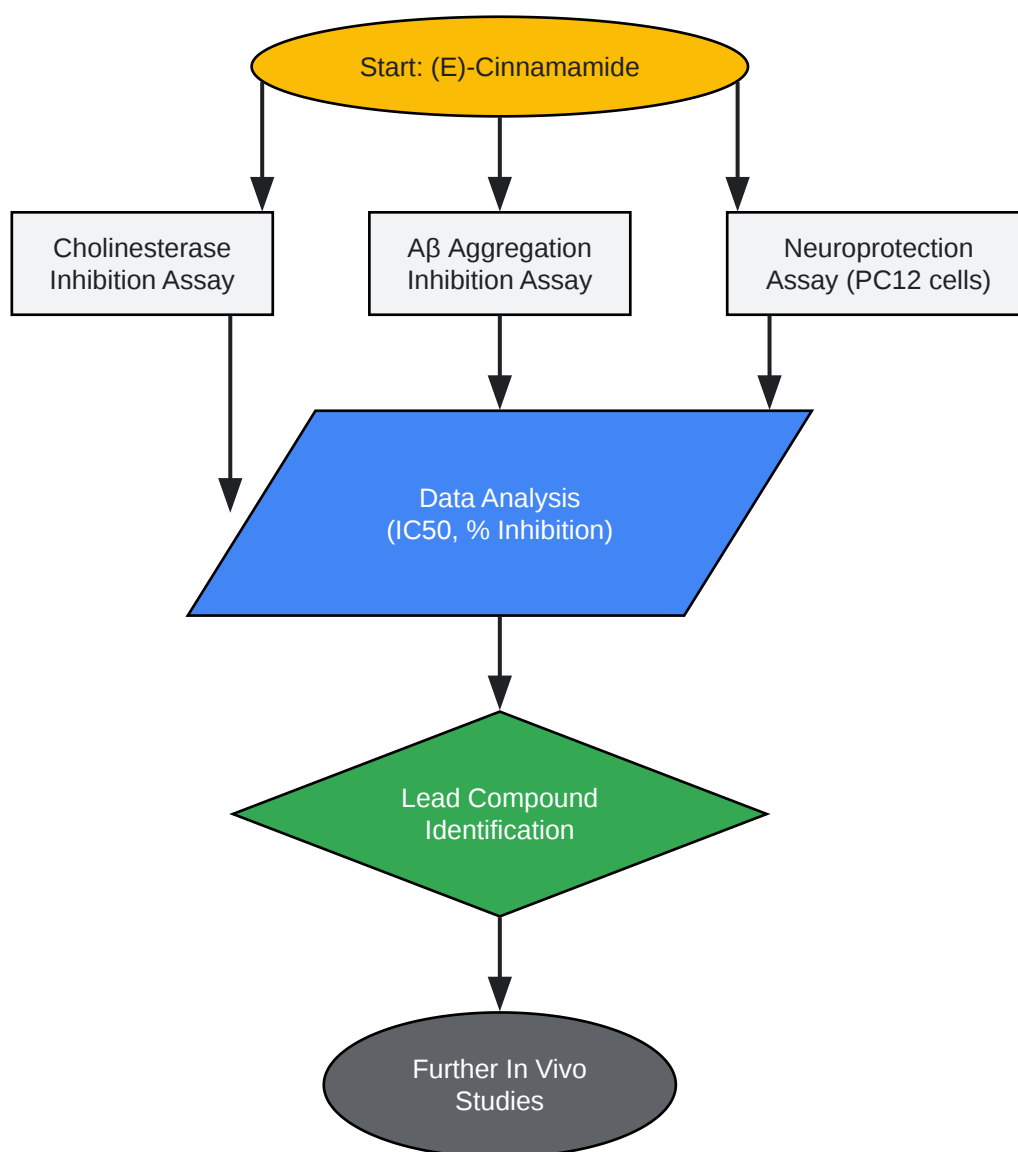 Start: (E)-Cinnamamide
Cholinesterase
Inhibition Assay
Aβ Aggregation
Inhibition Assay
Neuroprotection
Assay (PC12 cells)
Data Analysis
(IC50, % Inhibition)
Lead Compound
Identification
Further In Vivo
Studies